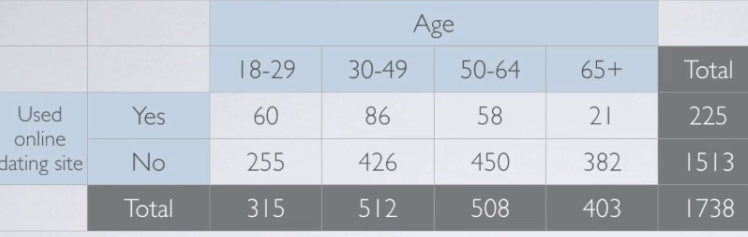 Age
18-29 30-49 50-64 65+ Total
Used online dating site Yes 60 86 58 21 225
No 255 426 450 382 1513
Total 315 512 508 403 1738